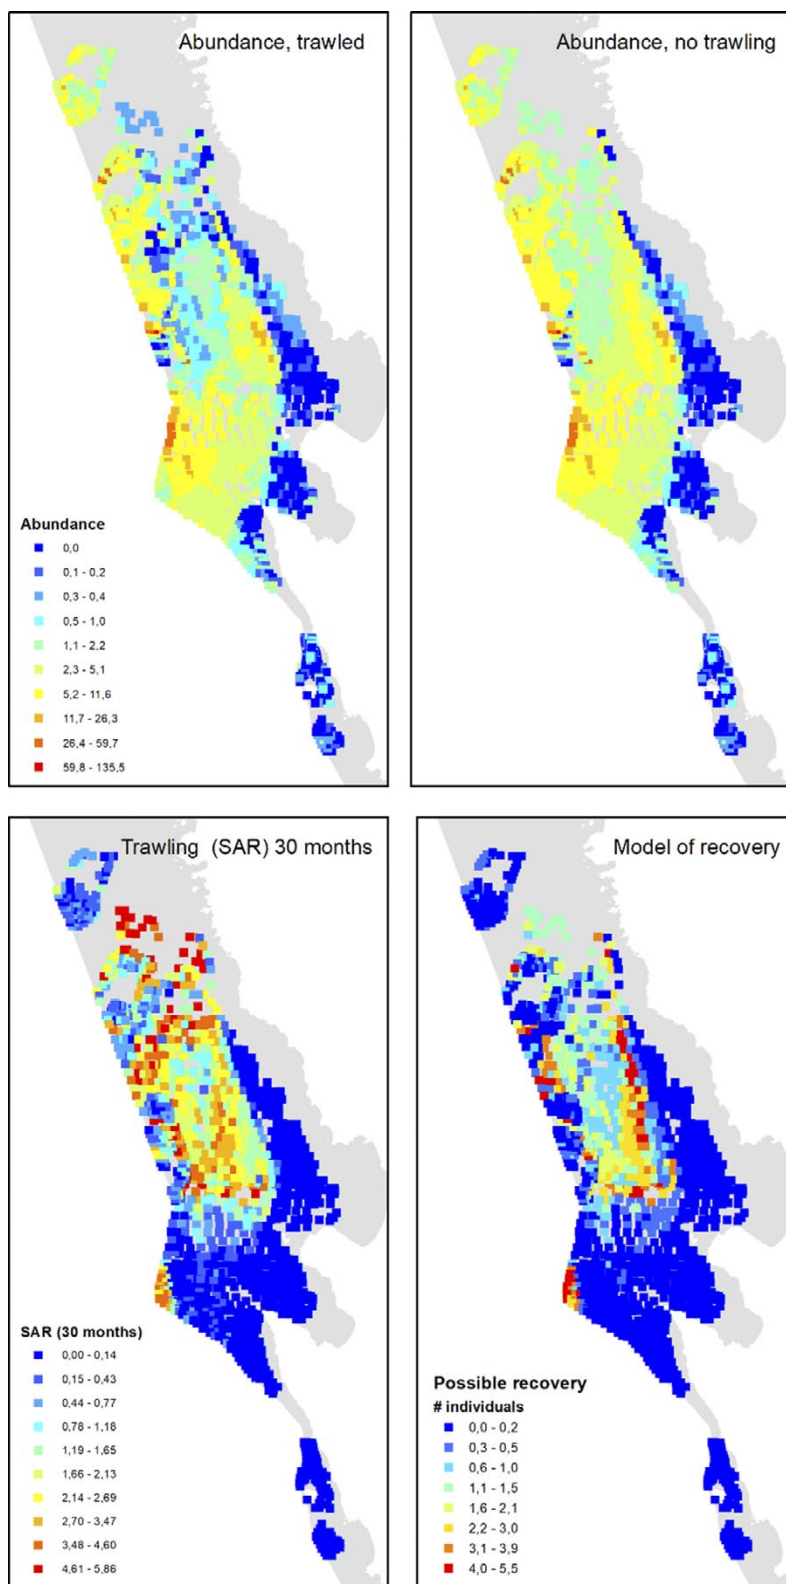 Abundance, trawled
Abundance
0,0
0,1 - 0,2
0,3 - 0,4
0,5 - 1,0
1,1 - 2,2
2,3 - 5,1
5,2 - 11,6
11,7 - 26,3
26,4 - 59,7
59,8 - 135,5
Abundance, no trawling
Trawling (SAR) 30 months
SAR (30 months)
0,00 - 0,14
0,15 - 0,43
0,44 - 0,77
0,78 - 1,18
1,19 - 1,65
1,66 - 2,13
2,14 - 2,69
2,70 - 3,47
3,48 - 4,60
4,61 - 5,86
Model of recovery
Possible recovery
# individuals
0,0 - 0,2
0,3 - 0,5
0,6 - 1,0
1,1 - 1,5
1,6 - 2,1
2,2 - 3,0
3,1 - 3,9
4,0 - 5,5